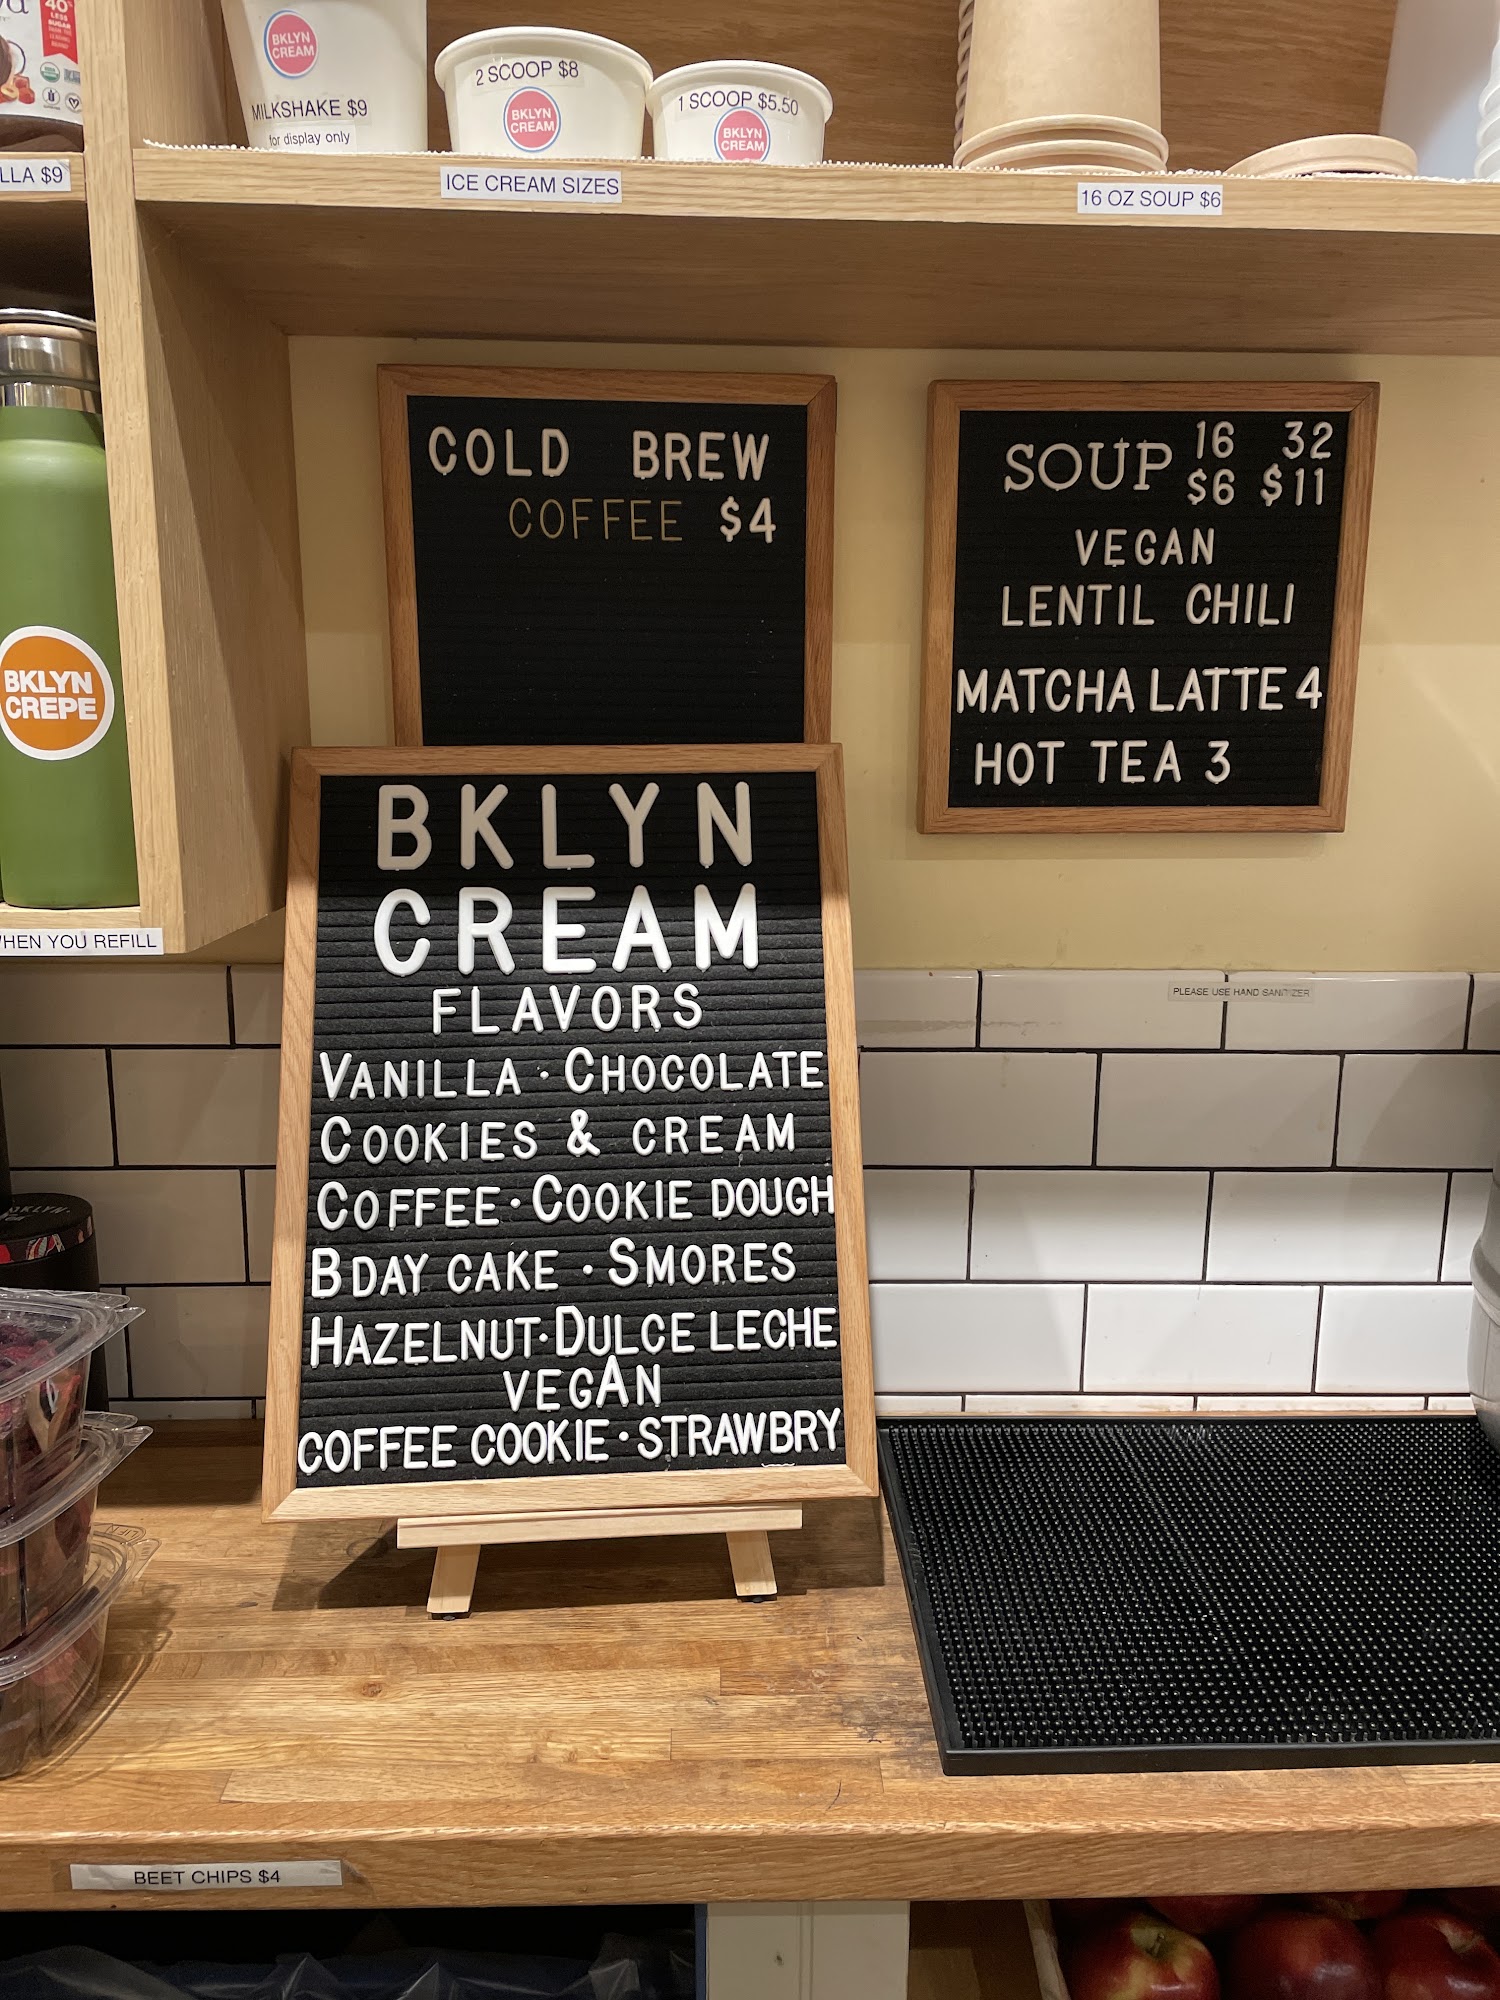 40%
LESS
SUGAR
BKLYN
CREAM
MILKSHAKE $9
for display only
2 SCOOP $8
BKLYN
CREAM
1 SCOOP $5.50
BKLYN
CREAM
LLA $9
ICE CREAM SIZES
16 OZ SOUP $6
COLD BREW
COFFEE $4
SOUP 16 32
$6 $11
VEGAN
LENTIL CHILI
MATCHA LATTE 4
HOT TEA 3
BKLYN
CREPE
WHEN YOU REFILL
BKLYN
CREAM
FLAVORS
VANILLA · CHOCOLATE
COOKIES & CREAM
COFFEE · COOKIE DOUGH
BDAY CAKE · SMORES
HAZELNUT · DULCE LECHE
VEGAN
COFFEE COOKIE · STRAWBRY
PLEASE USE HAND SANITIZER
BEET CHIPS $4